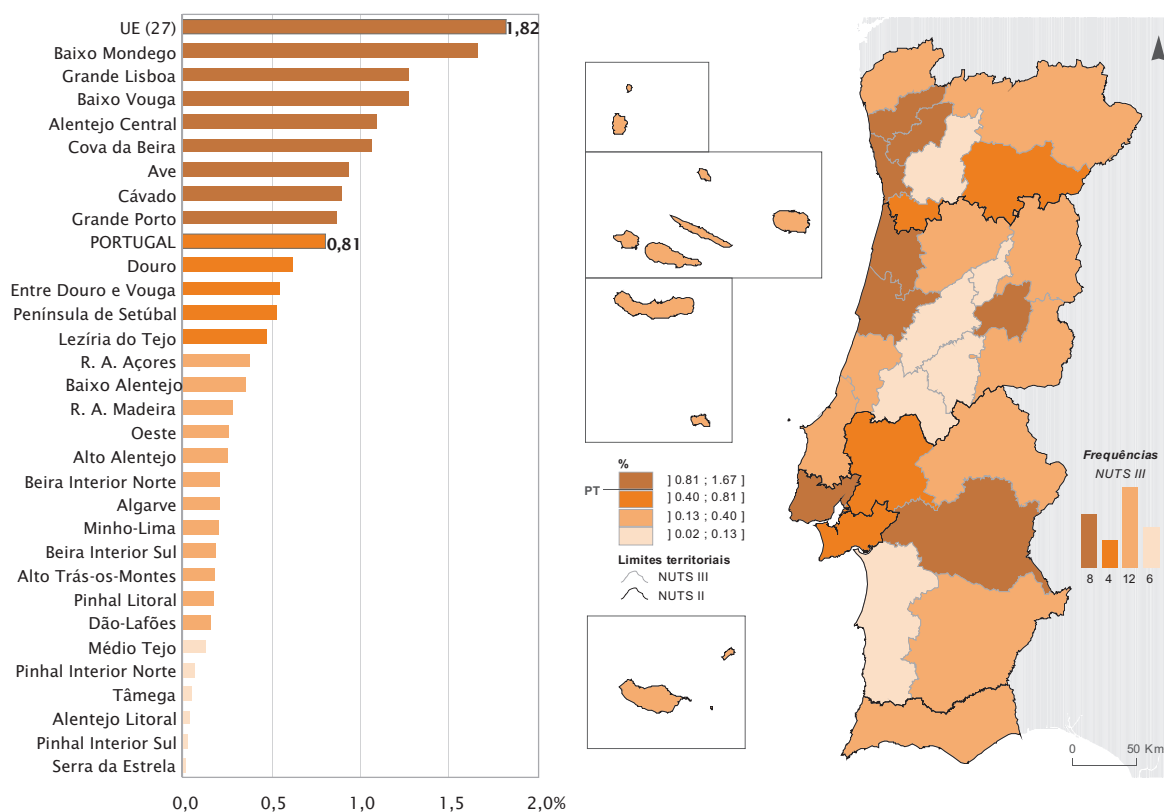 UE (27)
1,82
Baixo Mondego
Grande Lisboa
Baixo Vouga
Alentejo Central
Cova da Beira
Ave
Cávado
Grande Porto
PORTUGAL
0,81
Douro
Entre Douro e Vouga
Península de Setúbal
Lezíria do Tejo
R. A. Açores
Baixo Alentejo
R. A. Madeira
Oeste
Alto Alentejo
Beira Interior Norte
Algarve
Minho-Lima
Beira Interior Sul
Alto Trás-os-Montes
Pinhal Litoral
Dão-Lafões
Médio Tejo
Pinhal Interior Norte
Tâmega
Alentejo Litoral
Pinhal Interior Sul
Serra da Estrela
0,0 0,5 1,0 1,5 2,0%
%
PT
] 0.81 ; 1.67 ]
] 0.40 ; 0.81 ]
] 0.13 ; 0.40 ]
] 0.02 ; 0.13 ]
Limites territoriais
NUTS III
NUTS II
Frequências
NUTS III
8 4 12 6
0 50 Km